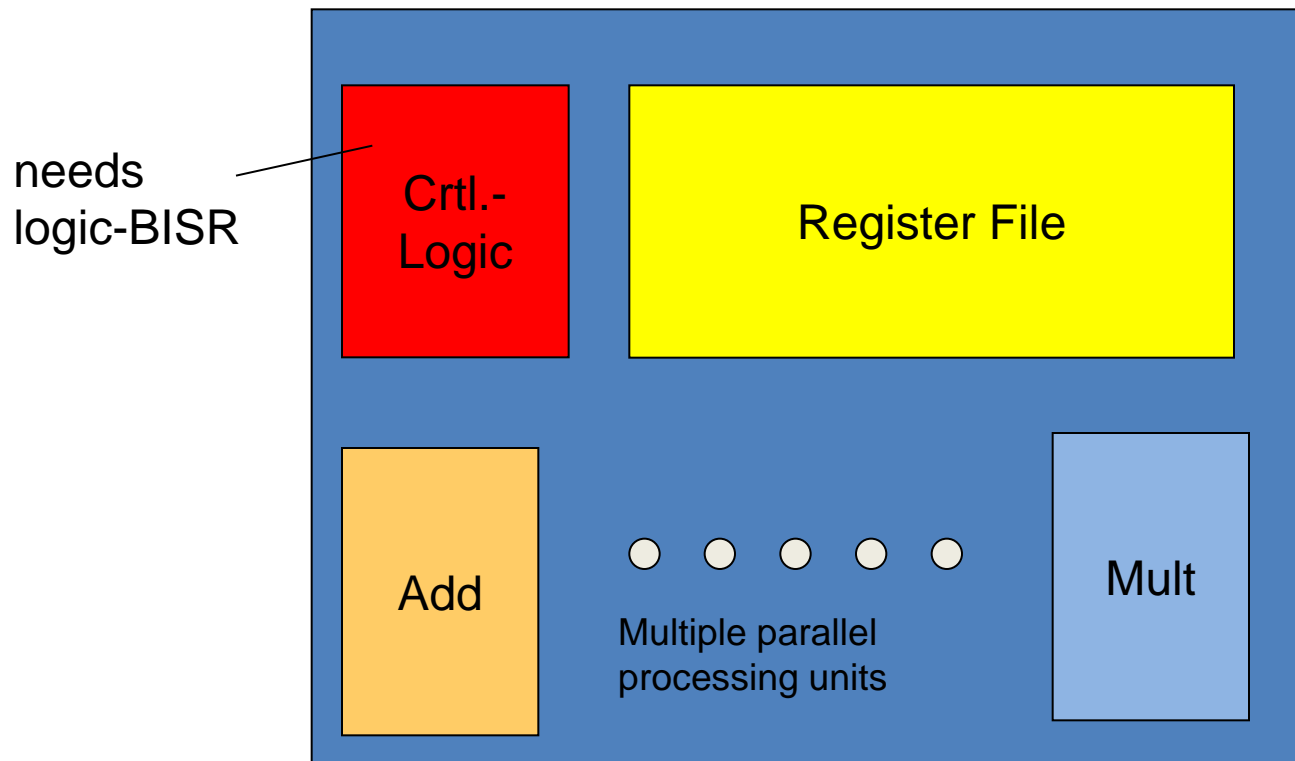 needs
logic-BISR
Crtl.-
Logic
Register File
Add
Multiple parallel
processing units
Mult